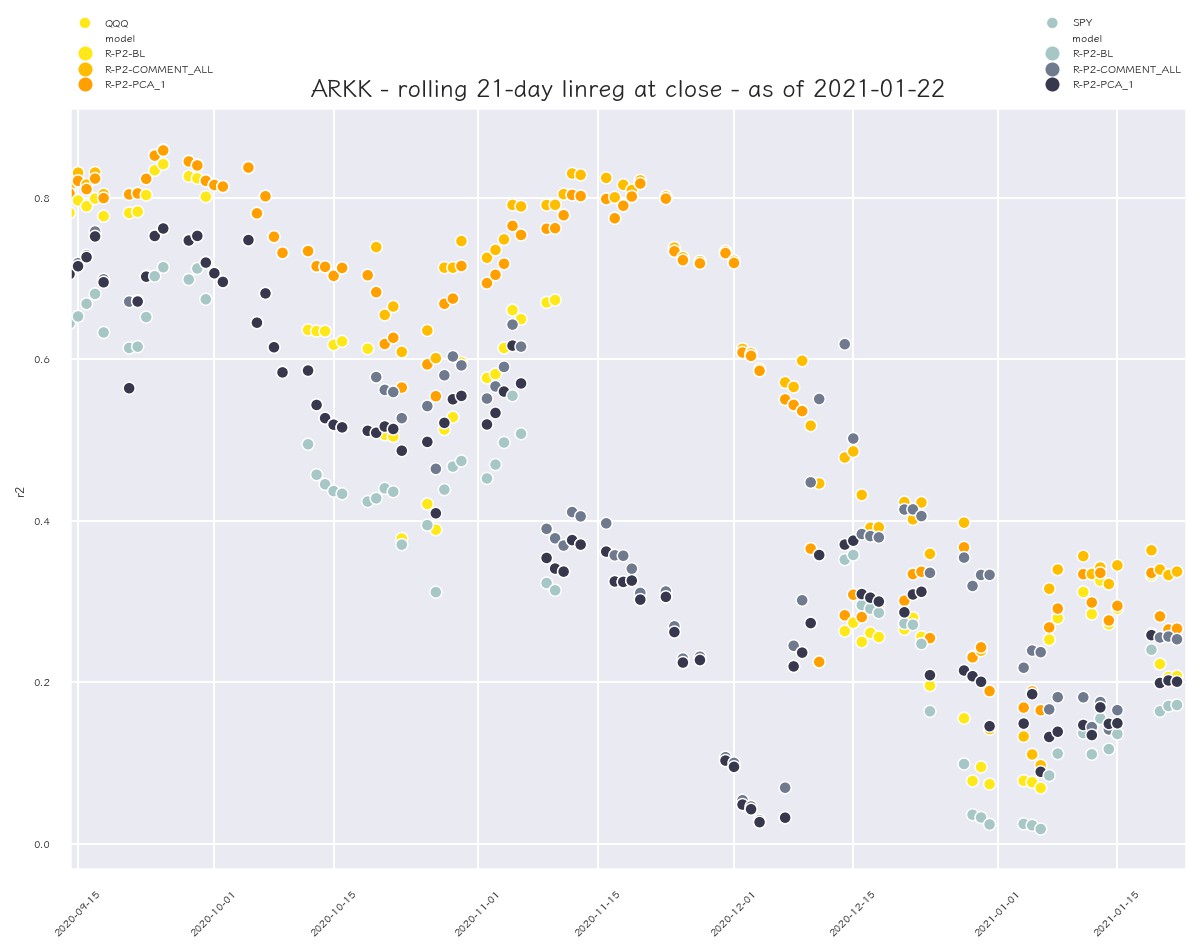 QQQ
model
R-P2-BL
R-P2-COMMENT_ALL
R-P2-PCA_1
SPY
model
R-P2-BL
R-P2-COMMENT_ALL
R-P2-PCA_1
ARKK - rolling 21-day linreg at close - as of 2021-01-22
r2
0.8
0.6
0.4
0.2
0.0
2020-09-15
2020-10-01
2020-10-15
2020-11-01
2020-11-15
2020-12-01
2020-12-15
2021-01-01
2021-01-15